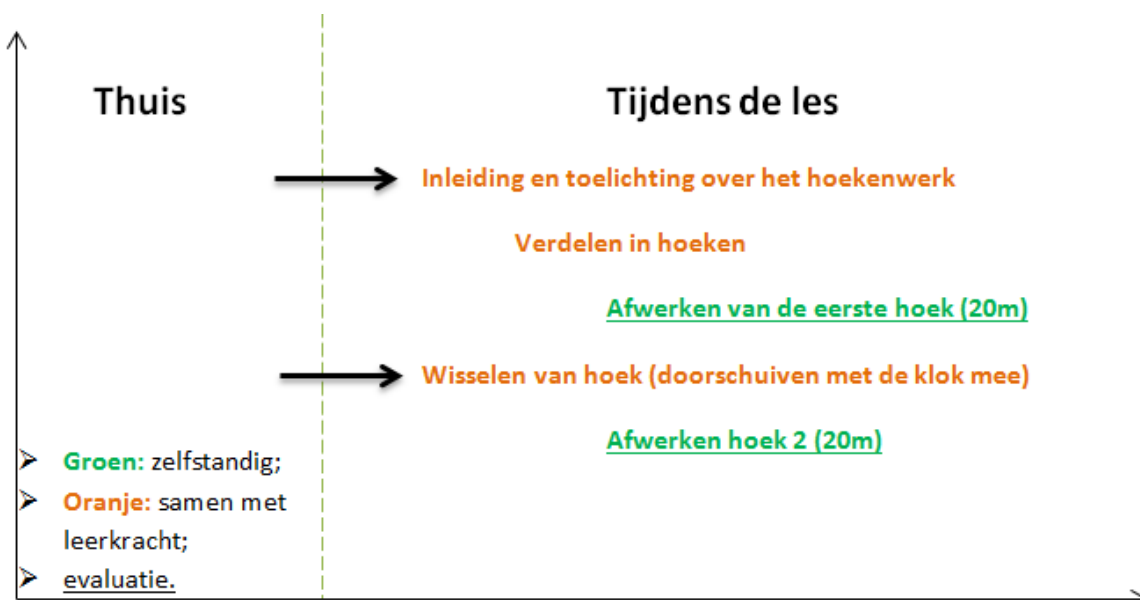 Thuis
Tijdens de les
Inleiding en toelichting over het hoekenwerk
Verdelen in hoeken
Afwerken van de eerste hoek (20m)
Wisselen van hoek (doorschuiven met de klok mee)
Afwerken hoek 2 (20m)
Groen: zelfstandig;
Oranje: samen met
leerkracht;
evaluatie.